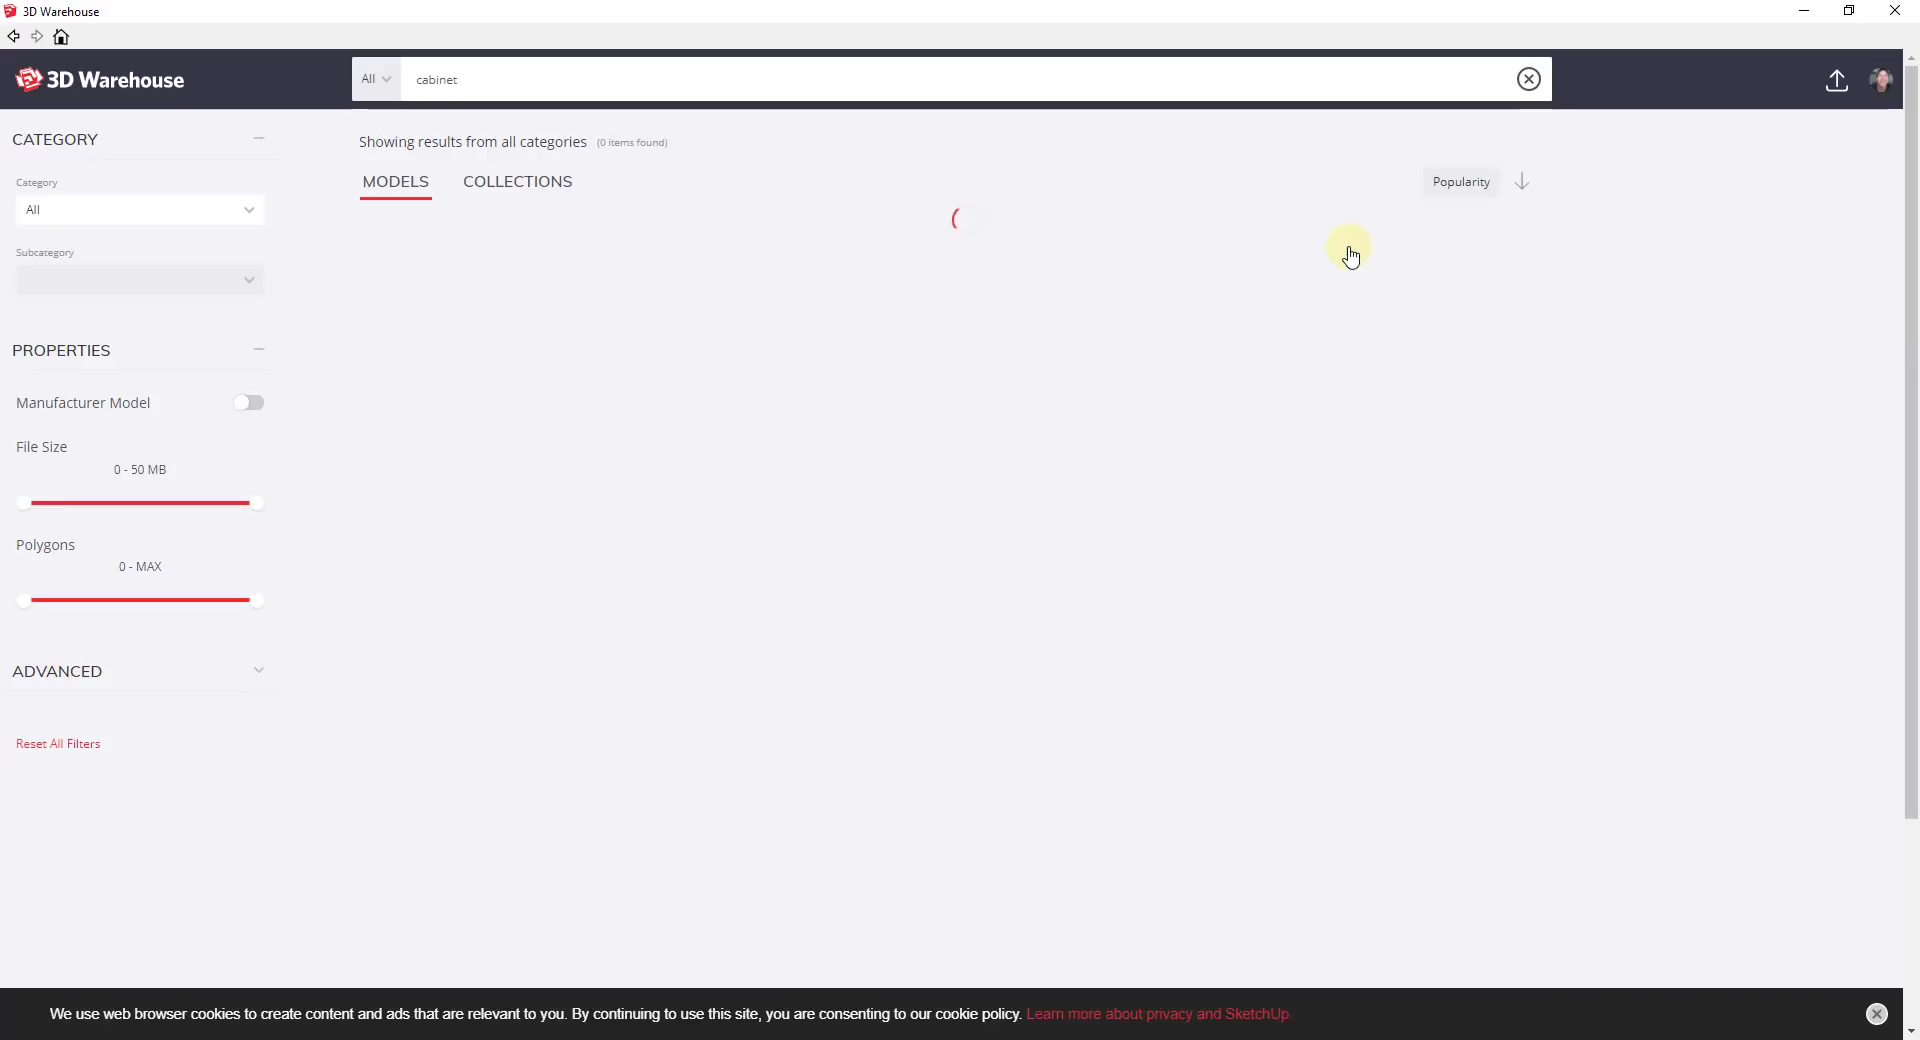 3D Warehouse
3D Warehouse
All
cabinet
CATEGORY
Category
All
Subcategory
PROPERTIES
Manufacturer Model
File Size
0 - 50 MB
Polygons
0 - MAX
ADVANCED
Reset All Filters
Showing results from all categories (0 items found)
MODELS COLLECTIONS
Popularity
We use web browser cookies to create content and ads that are relevant to you. By continuing to use this site, you are consenting to our cookie policy. Learn more about privacy and SketchUp.